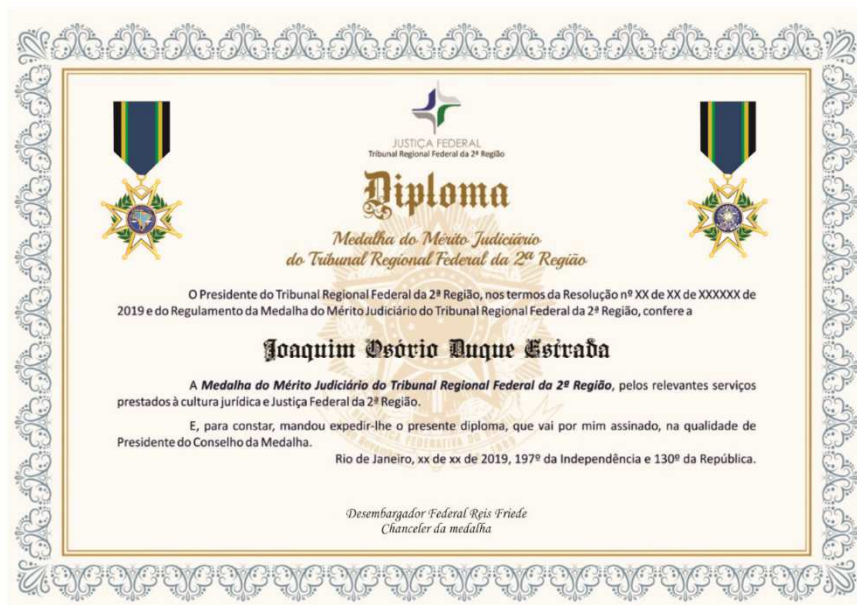 JUSTIÇA FEDERAL
Tribunal Regional Federal da 2ª Região
Diploma
Medalha do Mérito Judiciário
do Tribunal Regional Federal da 2ª Região
O Presidente do Tribunal Regional Federal da 2ª Região, nos termos da Resolução nº XX de XX de XXXXXX de
2019 e do Regulamento da Medalha do Mérito Judiciário do Tribunal Regional Federal da 2ª Região, confere a
Joaquim Osório Duque Estrada
A Medalha do Mérito Judiciário do Tribunal Regional Federal da 2ª Região, pelos relevantes serviços
prestados à cultura jurídica e Justiça Federal da 2ª Região.
E, para constar, mandou expedir-lhe o presente diploma, que vai por mim assinado, na qualidade de
Presidente do Conselho da Medalha.
Rio de Janeiro, xx de xx de 2019, 197º da Independência e 130º da República.
Desembargador Federal Reis Friede
Chanceler da medalha